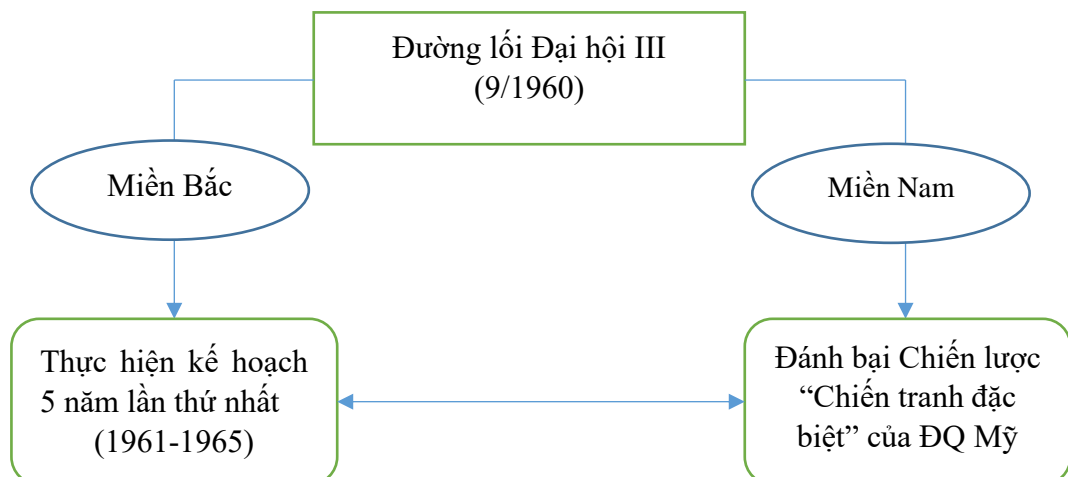 Đường lối Đại hội III
(9/1960)
Miền Bắc
Miền Nam
Thực hiện kế hoạch
5 năm lần thứ nhất
(1961-1965)
Đánh bại Chiến lược
“Chiến tranh đặc
biệt” của ĐQ Mỹ